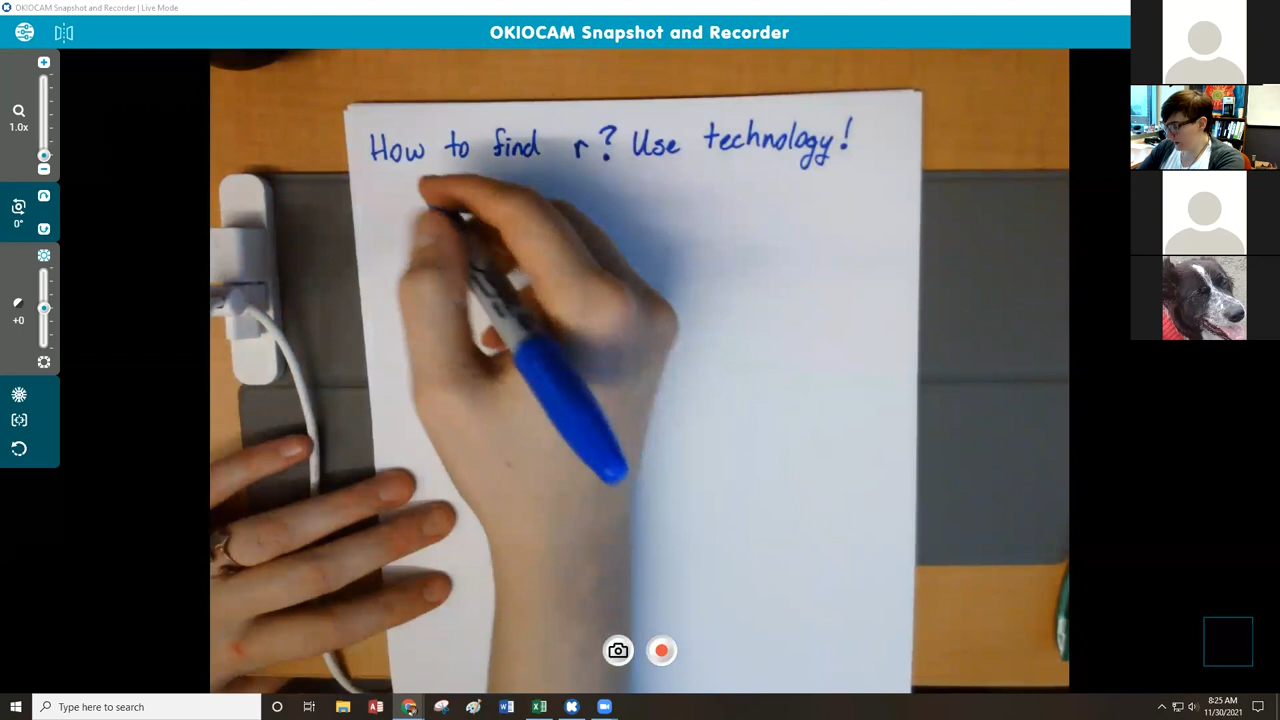 OKIOCAM Snapshot and Recorder | Live Mode
OKIOCAM Snapshot and Recorder
1.0x
0°
+0
How to find r? Use technology!
Type here to search
8:25 AM
11/30/2021